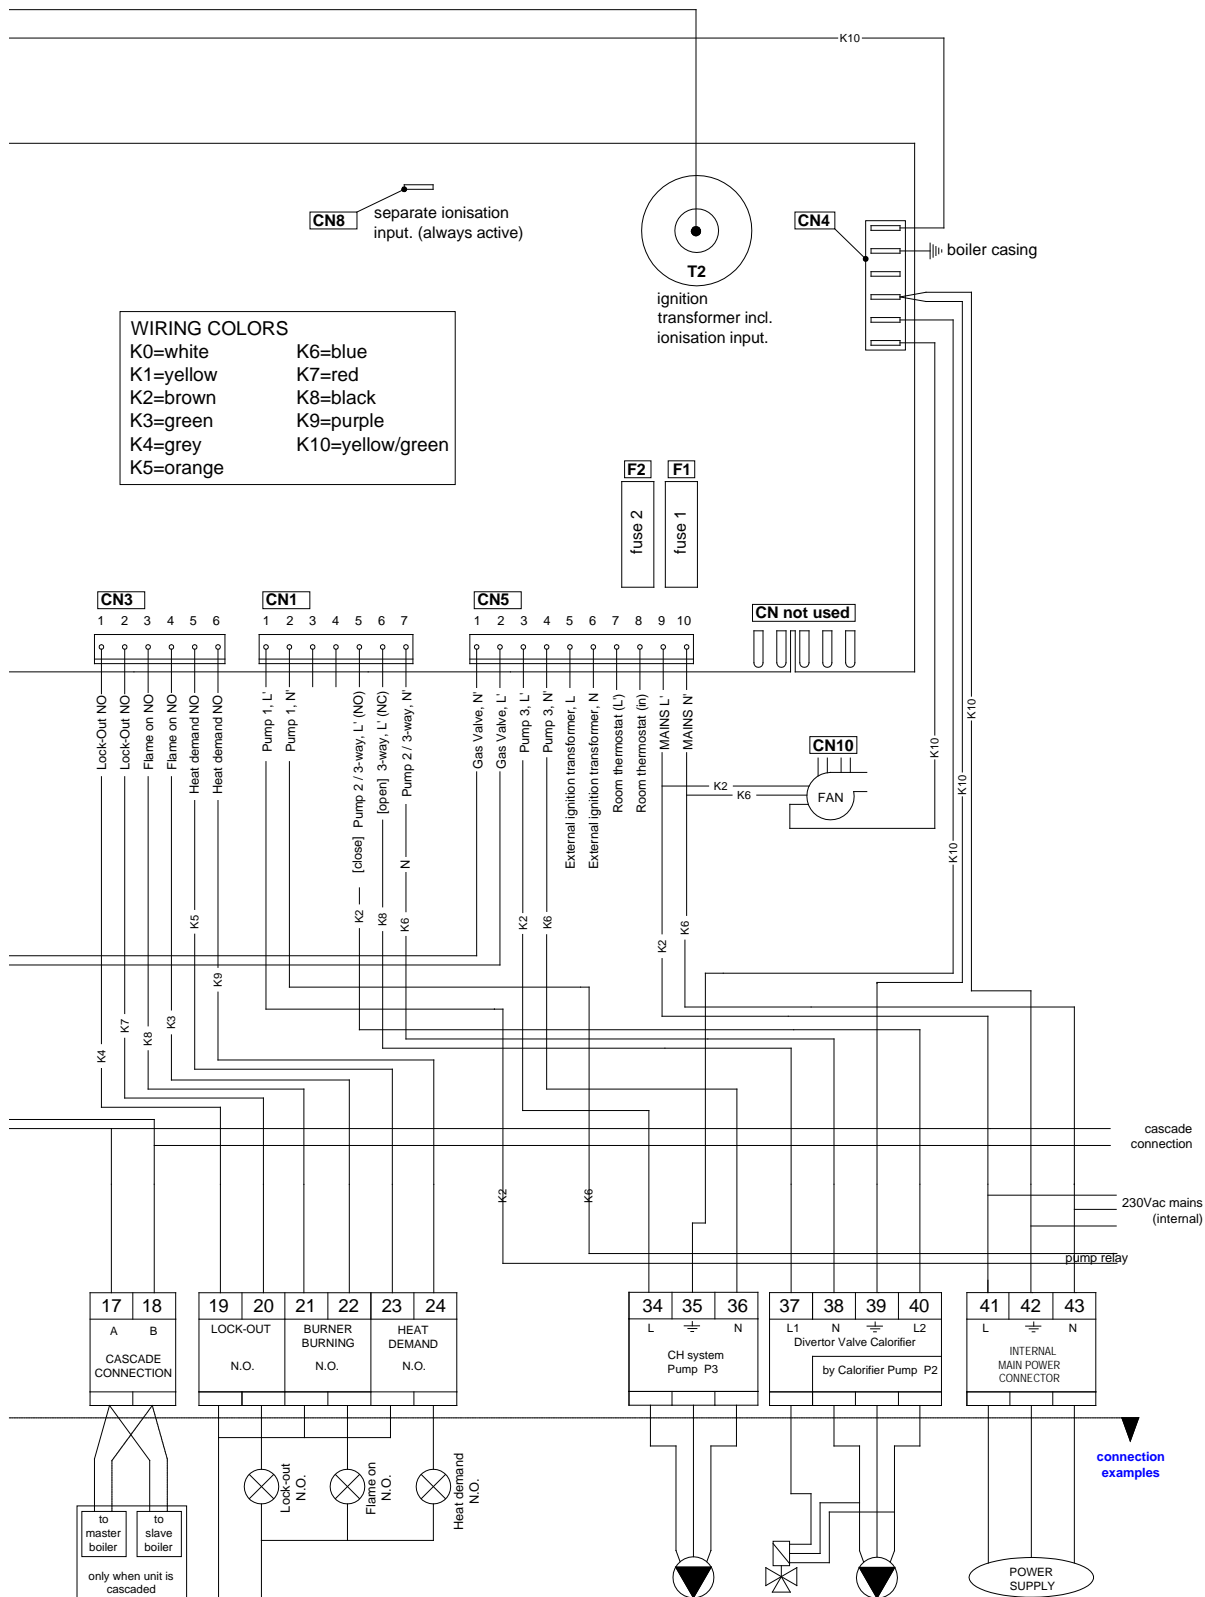 K10
CN8
separate ionisation
input. (always active)
T2
ignition
transformer incl.
ionisation input.
CN4
boiler casing
WIRING COLORS
K0=white
K1=yellow
K2=brown
K3=green
K4=grey
K5=orange
K6=blue
K7=red
K8=black
K9=purple
K10=yellow/green
F2
F1
fuse 2
fuse 1
CN3
1 2 3 4 5 6
CN1
1 2 3 4 5 6 7
CN5
1 2 3 4 5 6 7 8 9 10
CN not used
Lock-Out NO
Lock-Out NO
Flame on NO
Flame on NO
Heat demand NO
Heat demand NO
Pump 1, L'
Pump 1, N'
[close] Pump 2 / 3-way, L' (NO)
[open] 3-way, L' (NC)
Pump 2 / 3-way, N'
N
Gas Valve, N'
Gas Valve, L'
Pump 3, L'
Pump 3, N'
External ignition transformer, L
External ignition transformer, N
Room thermostat (L')
Room thermostat (in)
MAINS L'
MAINS N'
CN10
FAN
K2
K6
K10
K10
K10
K10
K4
K7
K8
K3
K5
K9
K2
K8
K6
K2
K6
K2
K6
K2
K6
cascade
connection
230Vac mains
(internal)
pump relay
17 18
A B
CASCADE
CONNECTION
19 20 21 22 23 24
LOCK-OUT
N.O.
BURNER
BURNING
N.O.
HEAT
DEMAND
N.O.
34 35 36
L N
CH system
Pump P3
37 38 39 40
L1 N L2
Divertor Valve Calorifier
by Calorifier Pump P2
41 42 43
L N
INTERNAL
MAIN POWER
CONNECTOR
connection
examples
Lock-out
N.O.
Flame on
N.O.
Heat demand
N.O.
to
master
boiler
to
slave
boiler
only when unit is
cascaded
POWER
SUPPLY